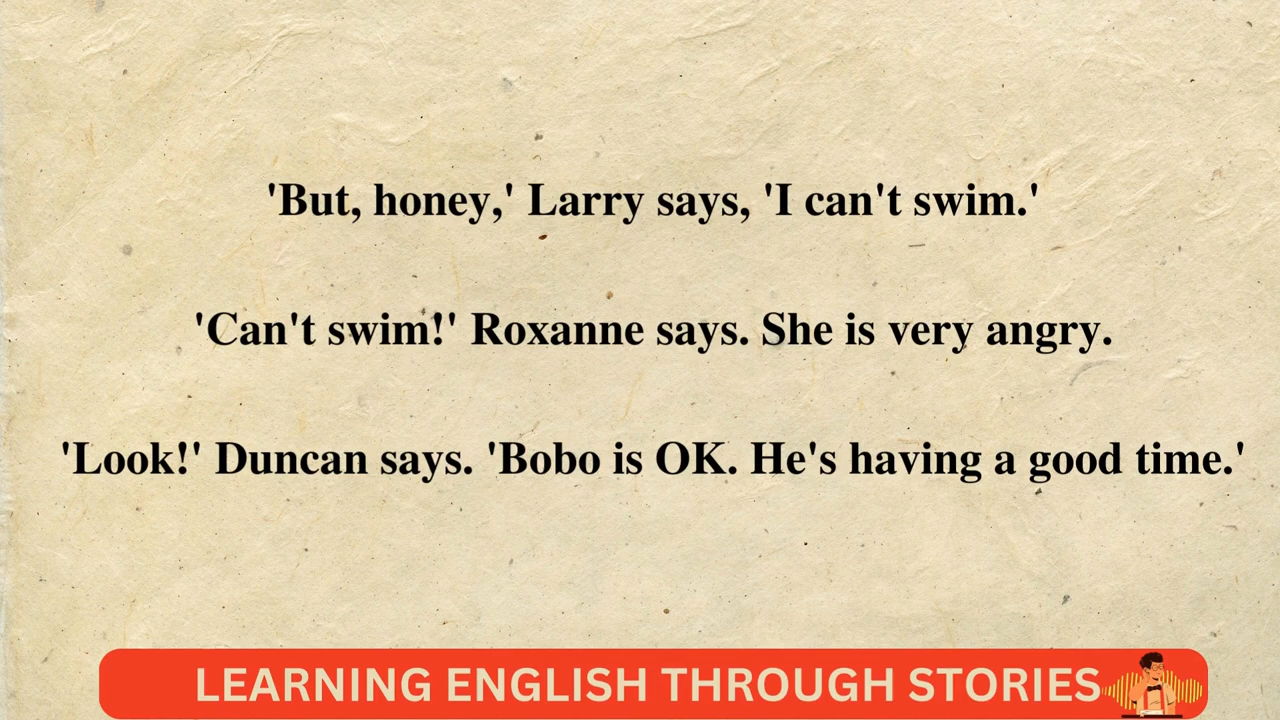 'But, honey,' Larry says, 'I can't swim.'
'Can't swim!' Roxanne says. She is very angry.
'Look!' Duncan says. 'Bobo is OK. He's having a good time.'
LEARNING ENGLISH THROUGH STORIES